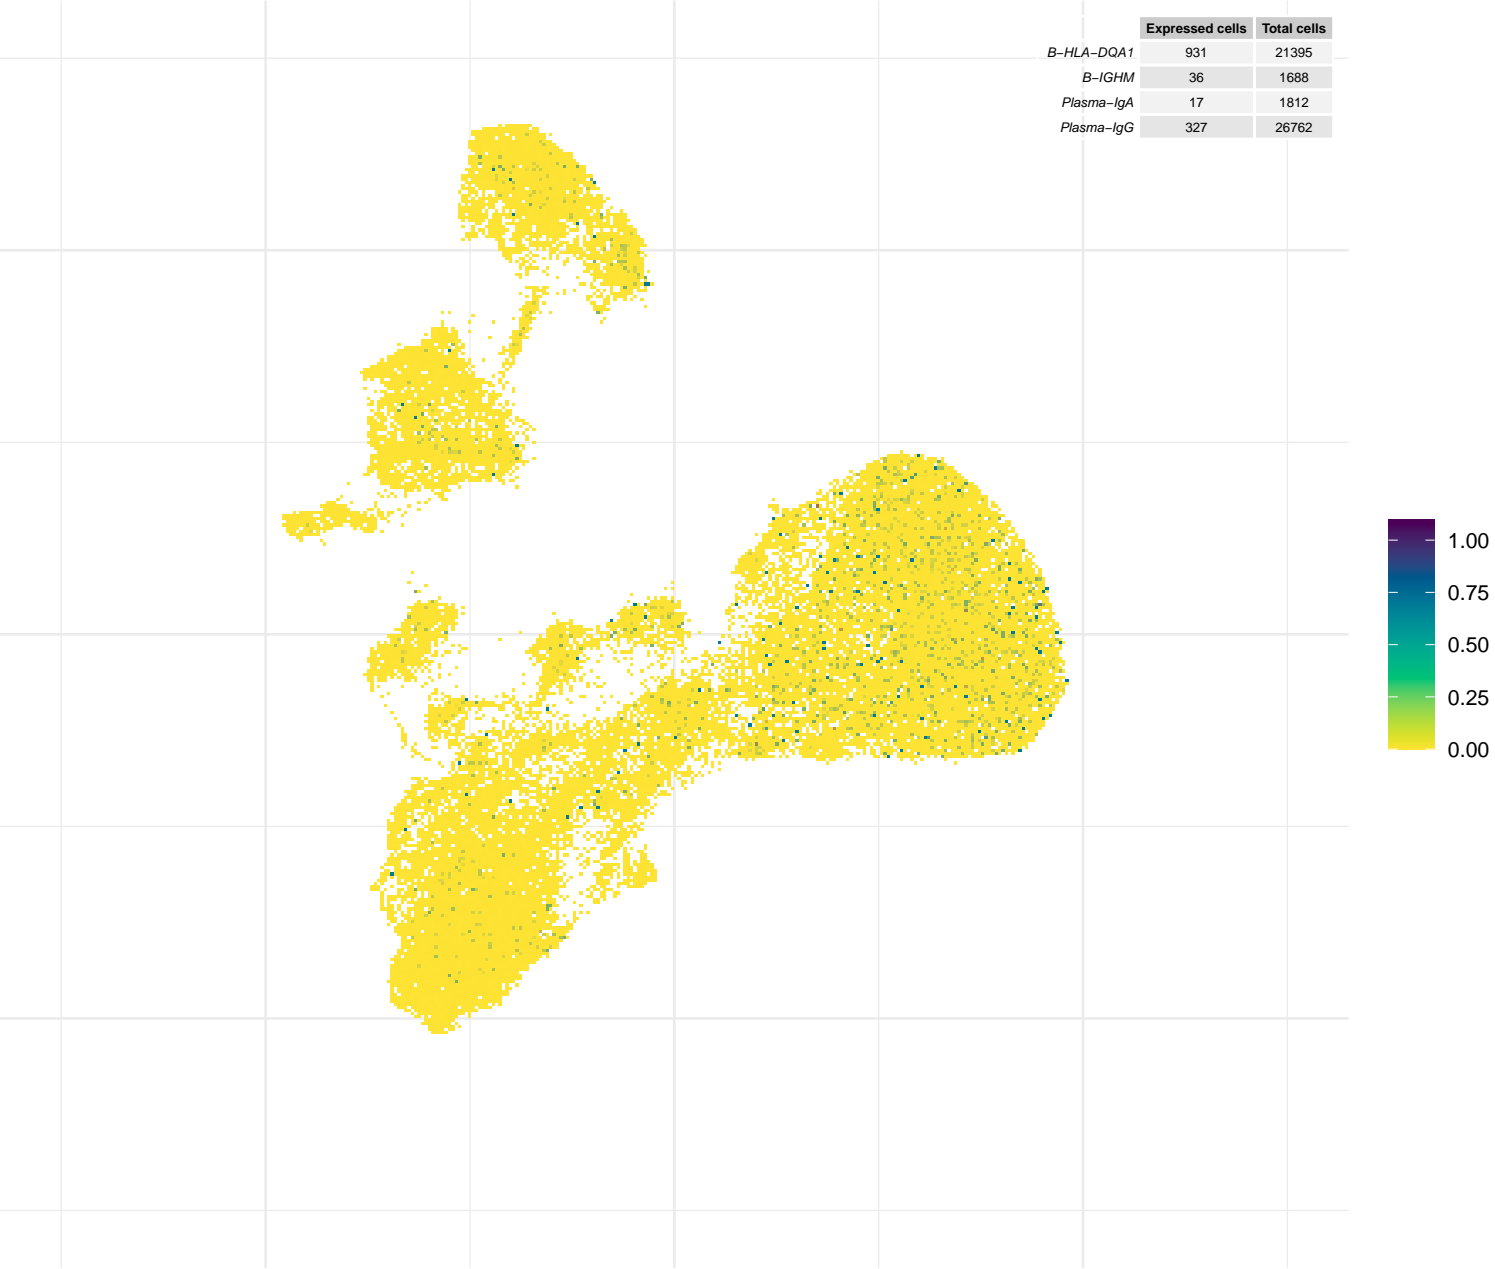 Expressed cells Total cells
B−HLA−DQA1 931 21395
B−IGHM 36 1688
Plasma−IgA 17 1812
Plasma−IgG 327 26762
1.00
0.75
0.50
0.25
0.00